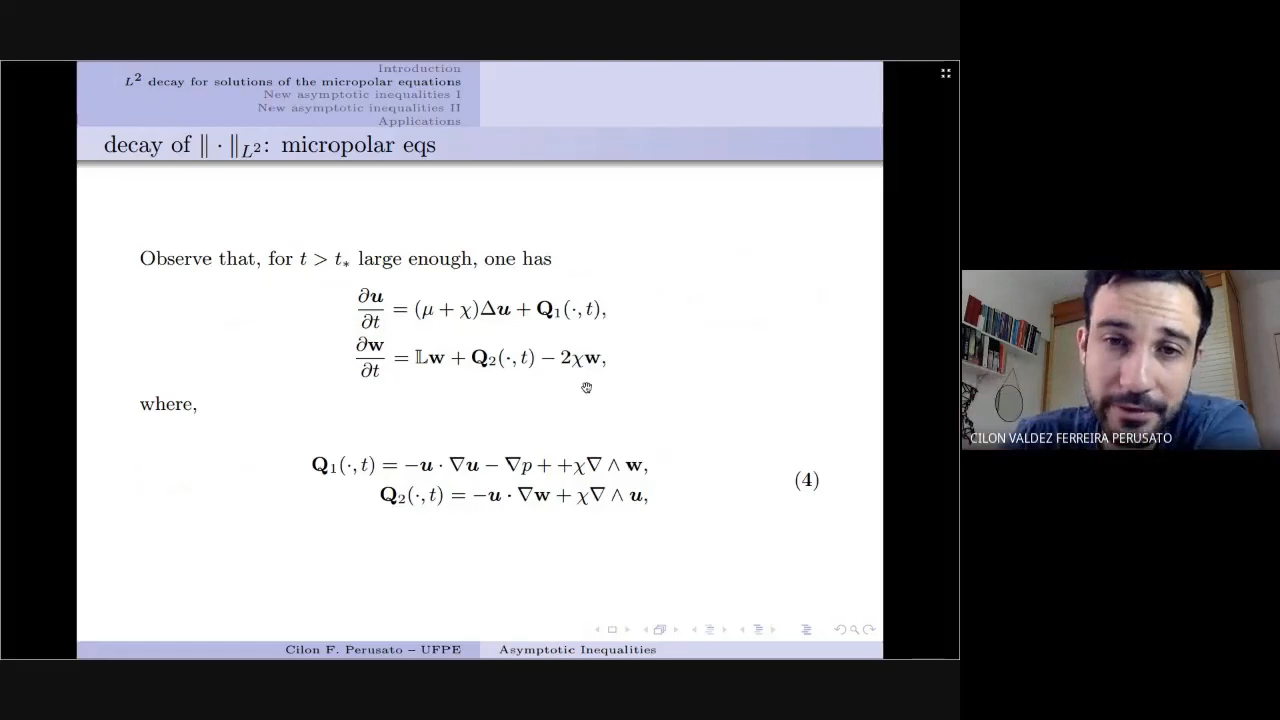 Introduction
L² decay for solutions of the micropolar equations
New asymptotic inequalities I
New asymptotic inequalities II
Applications
decay of ‖ · ‖_{L²}: micropolar eqs
Observe that, for t > t_* large enough, one has
∂u/∂t = (μ + χ)Δu + Q₁(·, t),
∂w/∂t = 𝕃w + Q₂(·, t) − 2χw,
where,
Q₁(·, t) = −u · ∇u − ∇p + +χ∇ ∧ w,
Q₂(·, t) = −u · ∇w + χ∇ ∧ u,
(4)
Cilon F. Perusato – UFPE
Asymptotic Inequalities
CILON VALDEZ FERREIRA PERUSATO